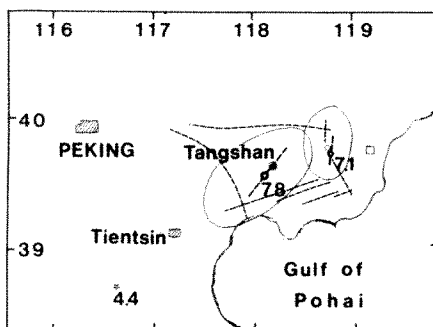 116 117 118 119
40
PEKING
Tangshan
7.1
7.8
39
Tientsin
Gulf of
Pohai
4.4